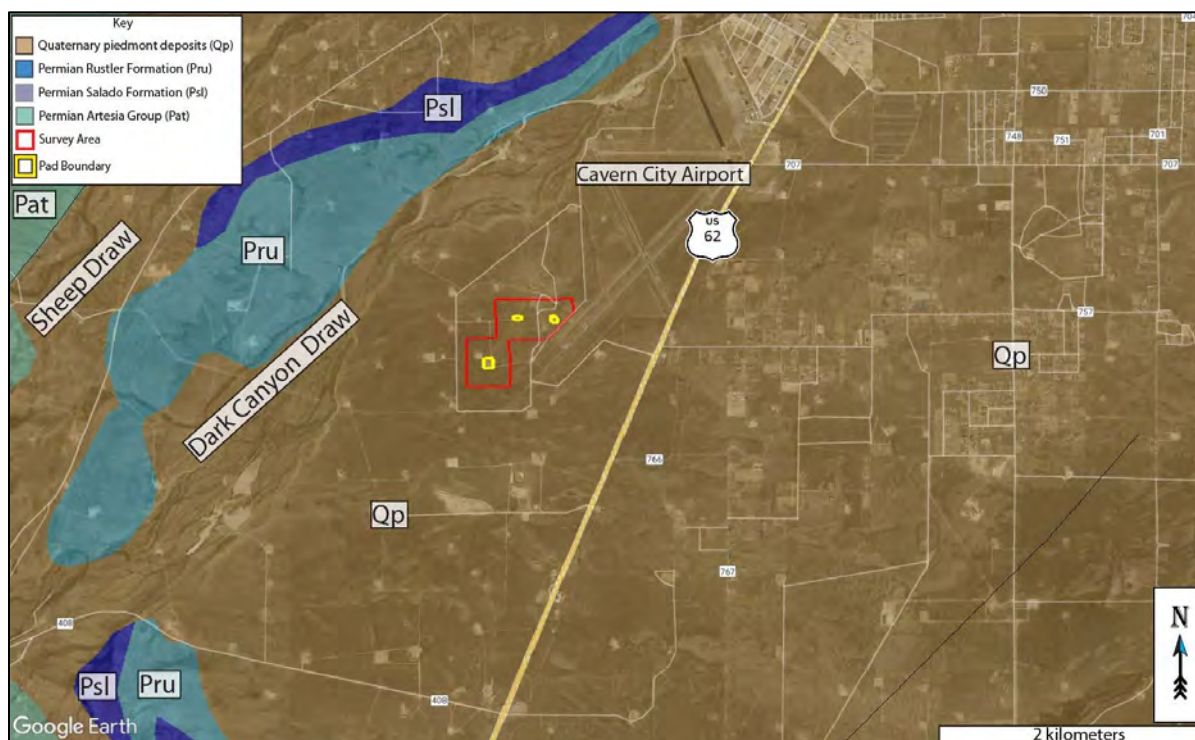 Key
Quaternary piedmont deposits (Qp)
Permian Rustler Formation (Pru)
Permian Salado Formation (Psl)
Permian Artesia Group (Pat)
Survey Area
Pad Boundary
750
748
751
701
Psl
707
707
Cavern City Airport
Pat
US
62
Pru
Sheep Draw
757
Qp
Dark Canyon Draw
766
Qp
767
408
N
Psl
Pru
408
Google Earth
2 kilometers